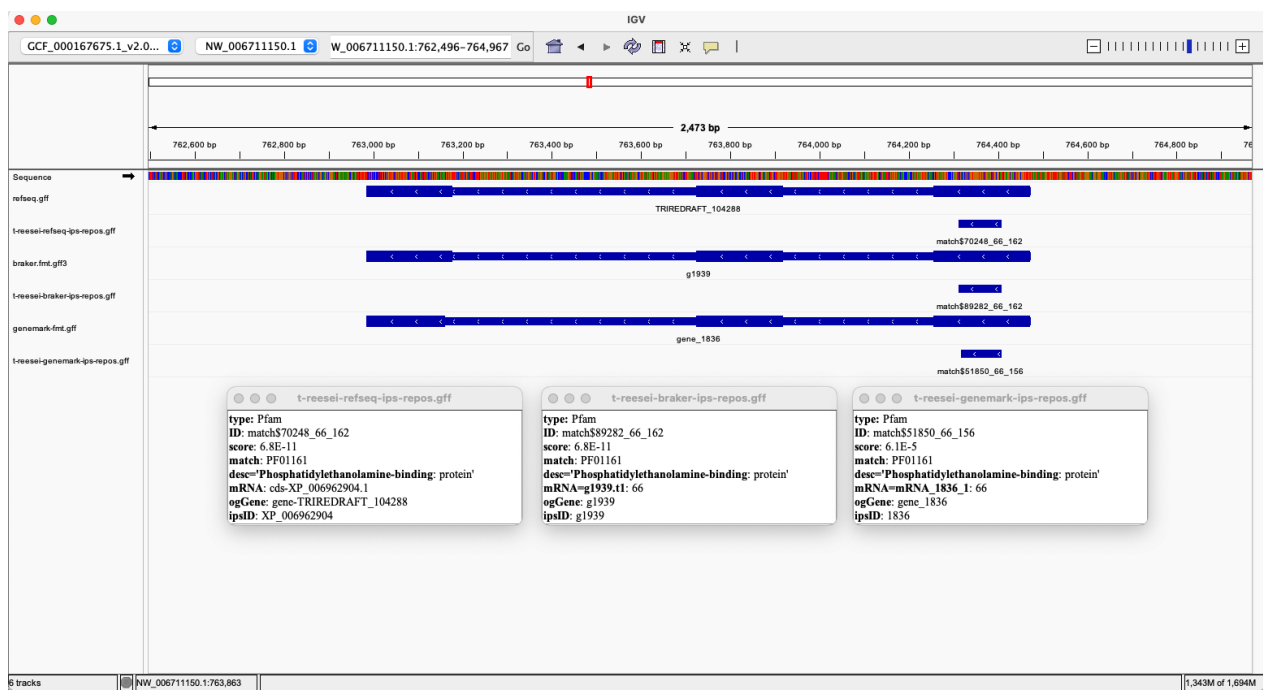 IGV
GCF_000167675.1_v2.0... NW_006711150.1 W_006711150.1:762,496-764,967 Go
2,473 bp
762,600 bp 762,800 bp 763,000 bp 763,200 bp 763,400 bp 763,600 bp 763,800 bp 764,000 bp 764,200 bp 764,400 bp 764,600 bp 764,800 bp 76
Sequence
refseq.gff
TRIREDRAFT_104288
t-reesei-refseq-ips-repos.gff
match$70248_66_162
braker.fmt.gff3
g1939
t-reesei-braker-ips-repos.gff
match$89282_66_162
genemark-fmt.gff
gene_1836
t-reesei-genemark-ips-repos.gff
match$51850_66_156
t-reesei-refseq-ips-repos.gff
type: Pfam
ID: match$70248_66_162
score: 6.8E-11
match: PF01161
desc='Phosphatidylethanolamine-binding: protein'
mRNA: cds-XP_006962904.1
ogGene: gene-TRIREDRAFT_104288
ipsID: XP_006962904
t-reesei-braker-ips-repos.gff
type: Pfam
ID: match$89282_66_162
score: 6.8E-11
match: PF01161
desc='Phosphatidylethanolamine-binding: protein'
mRNA=g1939.t1: 66
ogGene: g1939
ipsID: g1939
t-reesei-genemark-ips-repos.gff
type: Pfam
ID: match$51850_66_156
score: 6.1E-5
match: PF01161
desc='Phosphatidylethanolamine-binding: protein'
mRNA=mRNA_1836_1: 66
ogGene: gene_1836
ipsID: 1836
6 tracks NW_006711150.1:763,863 1,343M of 1,694M